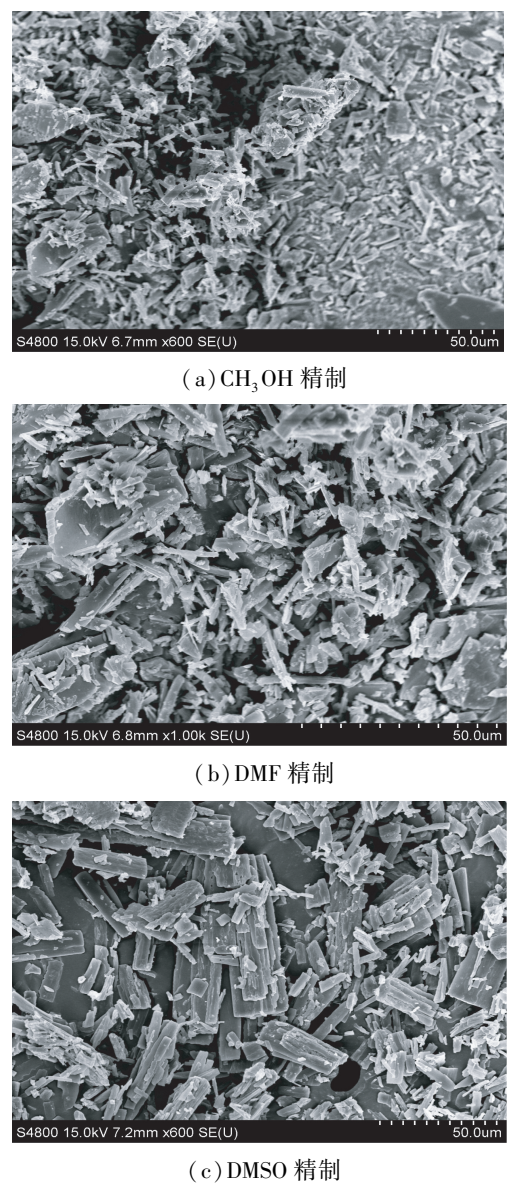 S4800 15.0kV 6.7mm x600 SE(U) 50.0um
(a)CH₃OH 精制
S4800 15.0kV 6.8mm x1.00k SE(U) 50.0um
(b)DMF 精制
S4800 15.0kV 7.2mm x600 SE(U) 50.0um
(c)DMSO 精制